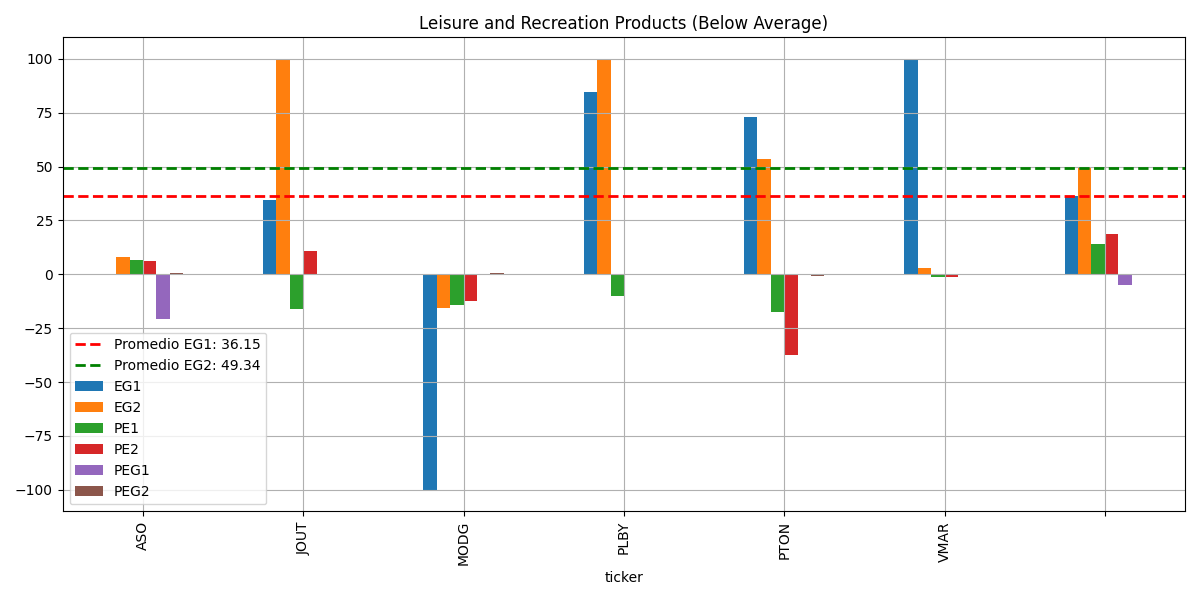 Leisure and Recreation Products (Below Average)
100
75
50
25
0
−25
−50
−75
−100
Promedio EG1: 36.15
Promedio EG2: 49.34
EG1
EG2
PE1
PE2
PEG1
PEG2
ASO
JOUT
MODG
PLBY
PTON
VMAR
ticker